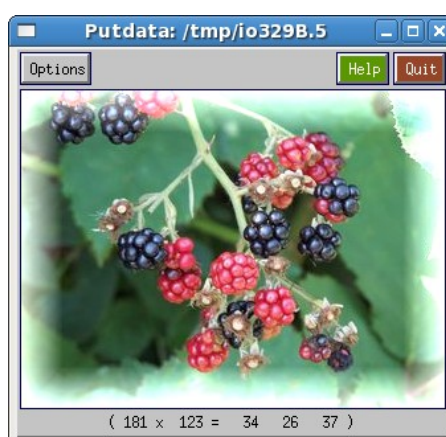 Putdata: /tmp/io329B.5
Options Help Quit
( 181 x 123 = 34 26 37 )